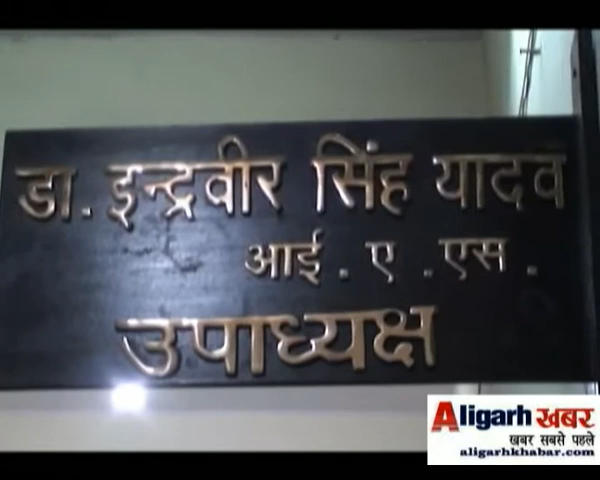 डा. इन्द्रवीर सिंह यादव
आई . ए . एस .
उपाध्यक्ष
Aligarh खबर
खबर सबसे पहले
aligarhkhabar.com